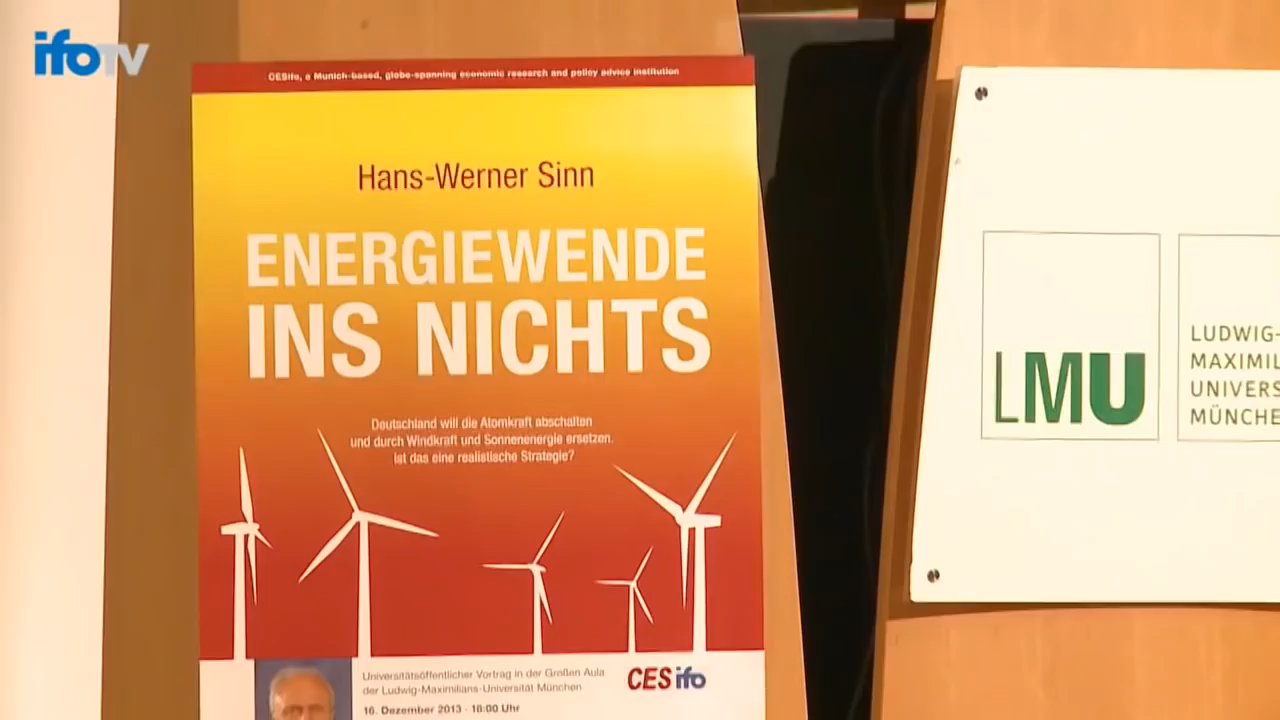 ifoTV
CESifo, a Munich-based, globe-spanning economic research and policy advice institution
Hans-Werner Sinn
ENERGIEWENDE
INS NICHTS
Deutschland will die Atomkraft abschalten
und durch Windkraft und Sonnenenergie ersetzen.
Ist das eine realistische Strategie?
Universitätsöffentlicher Vortrag in der Großen Aula
der Ludwig-Maximilians-Universität München
16. Dezember 2013 · 18:00 Uhr
CESifo
LMU
LUDWIG-
MAXIMIL
UNIVERS
MÜNCHE